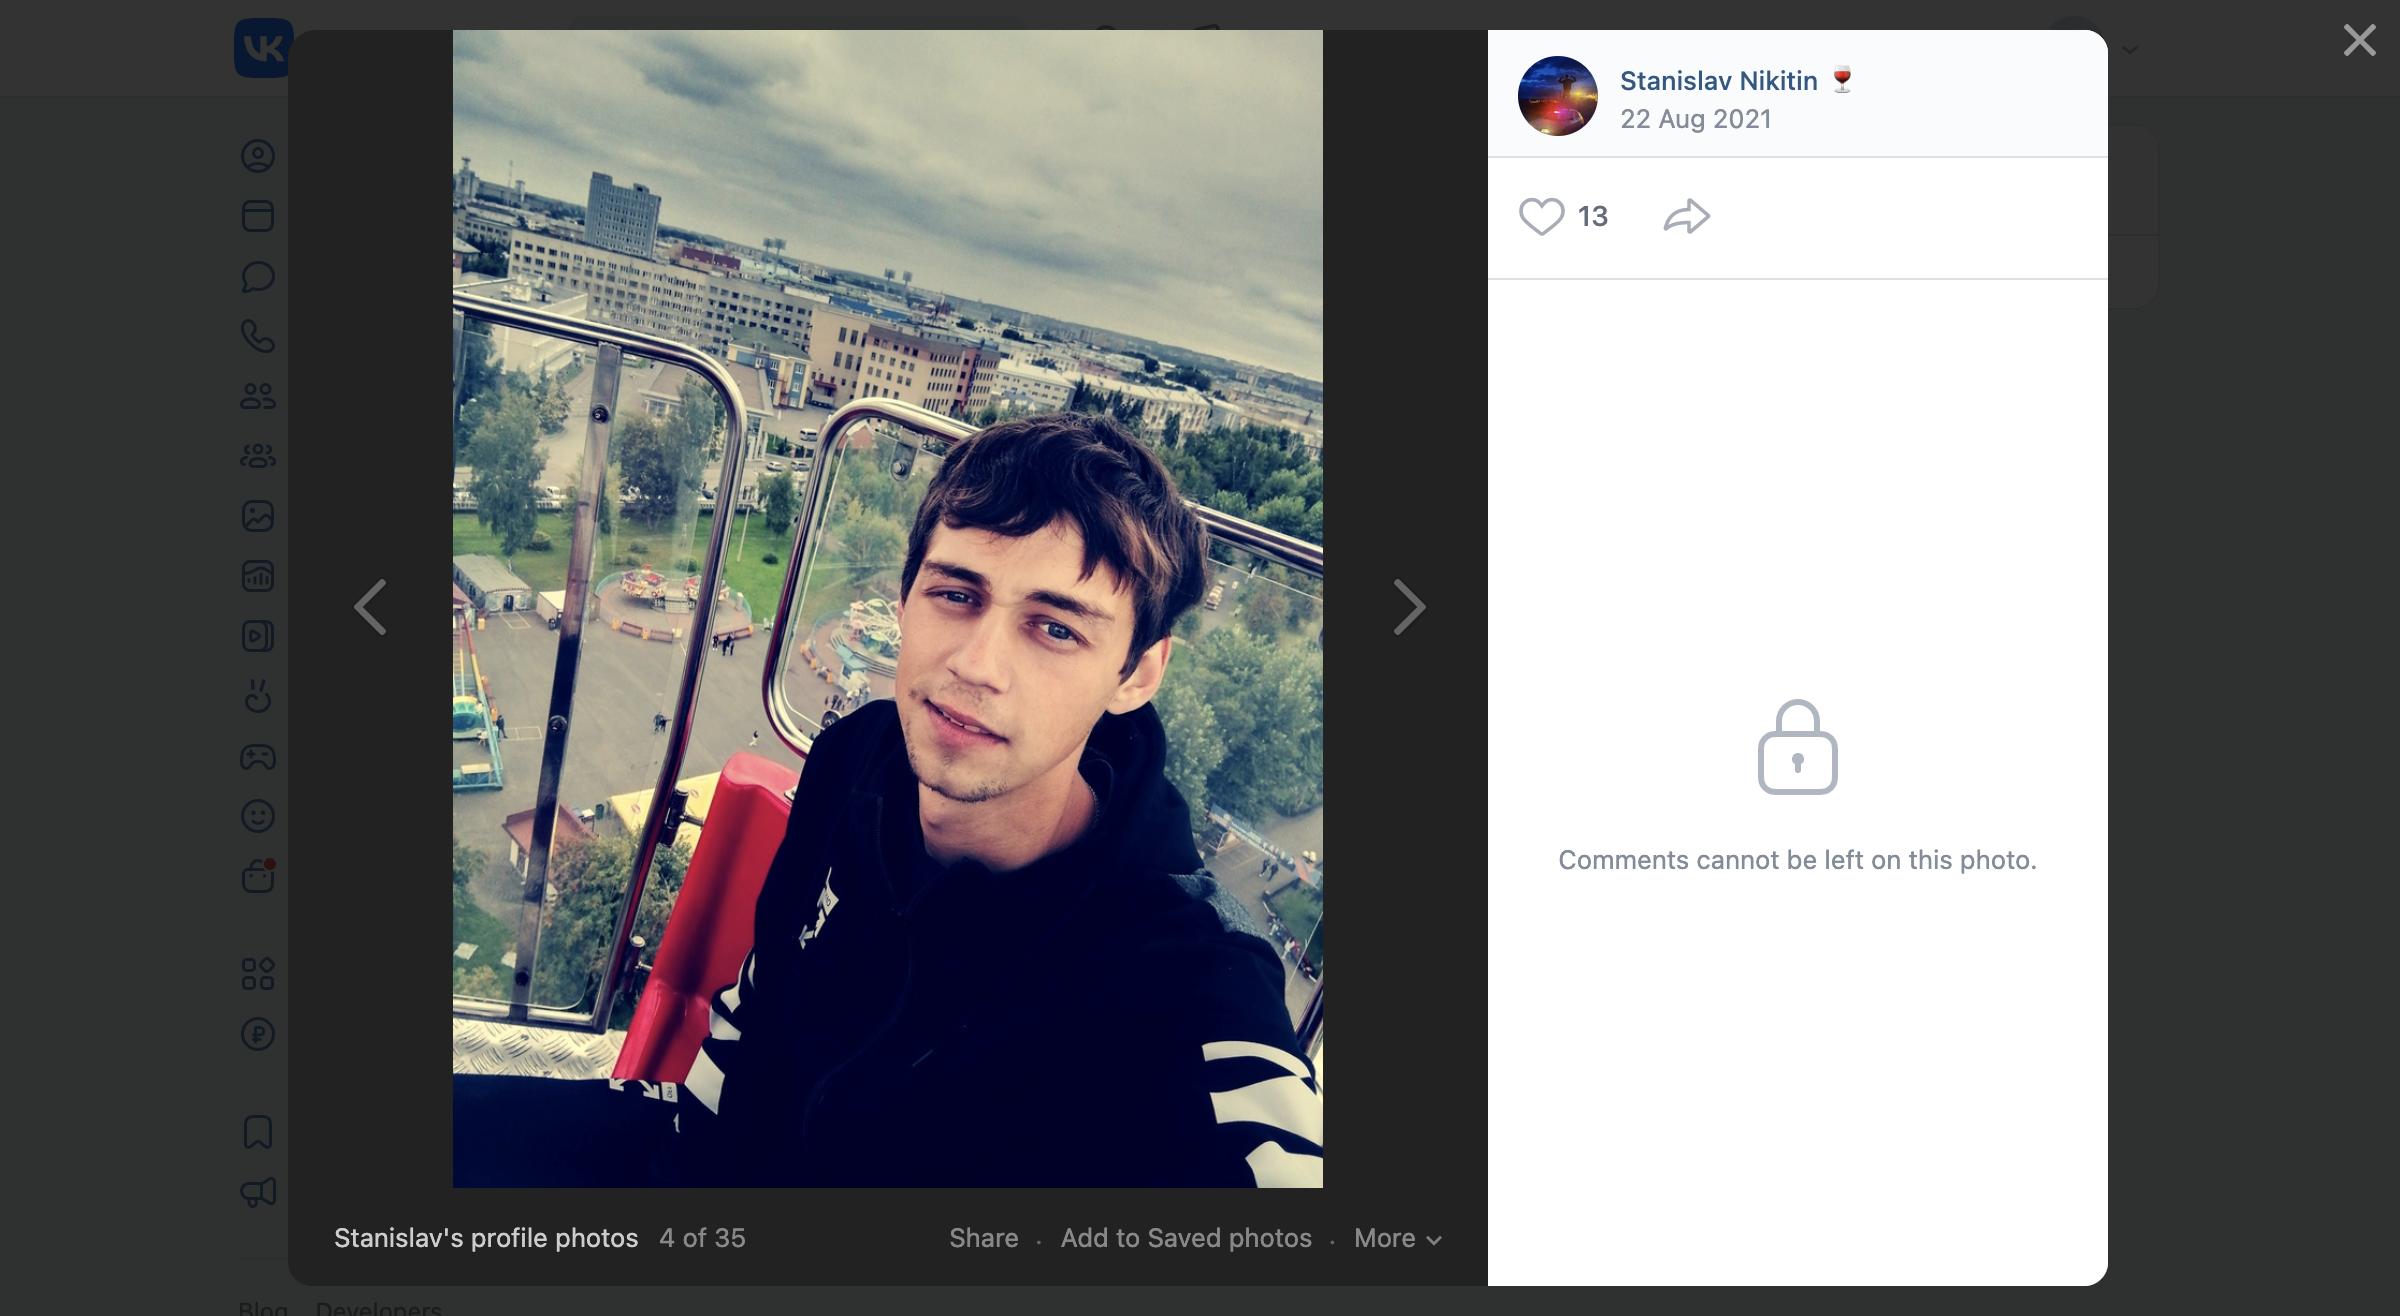 VK
Stanislav Nikitin 🍷
22 Aug 2021
13
Comments cannot be left on this photo.
Stanislav's profile photos 4 of 35
Share · Add to Saved photos · More
Blog Developers